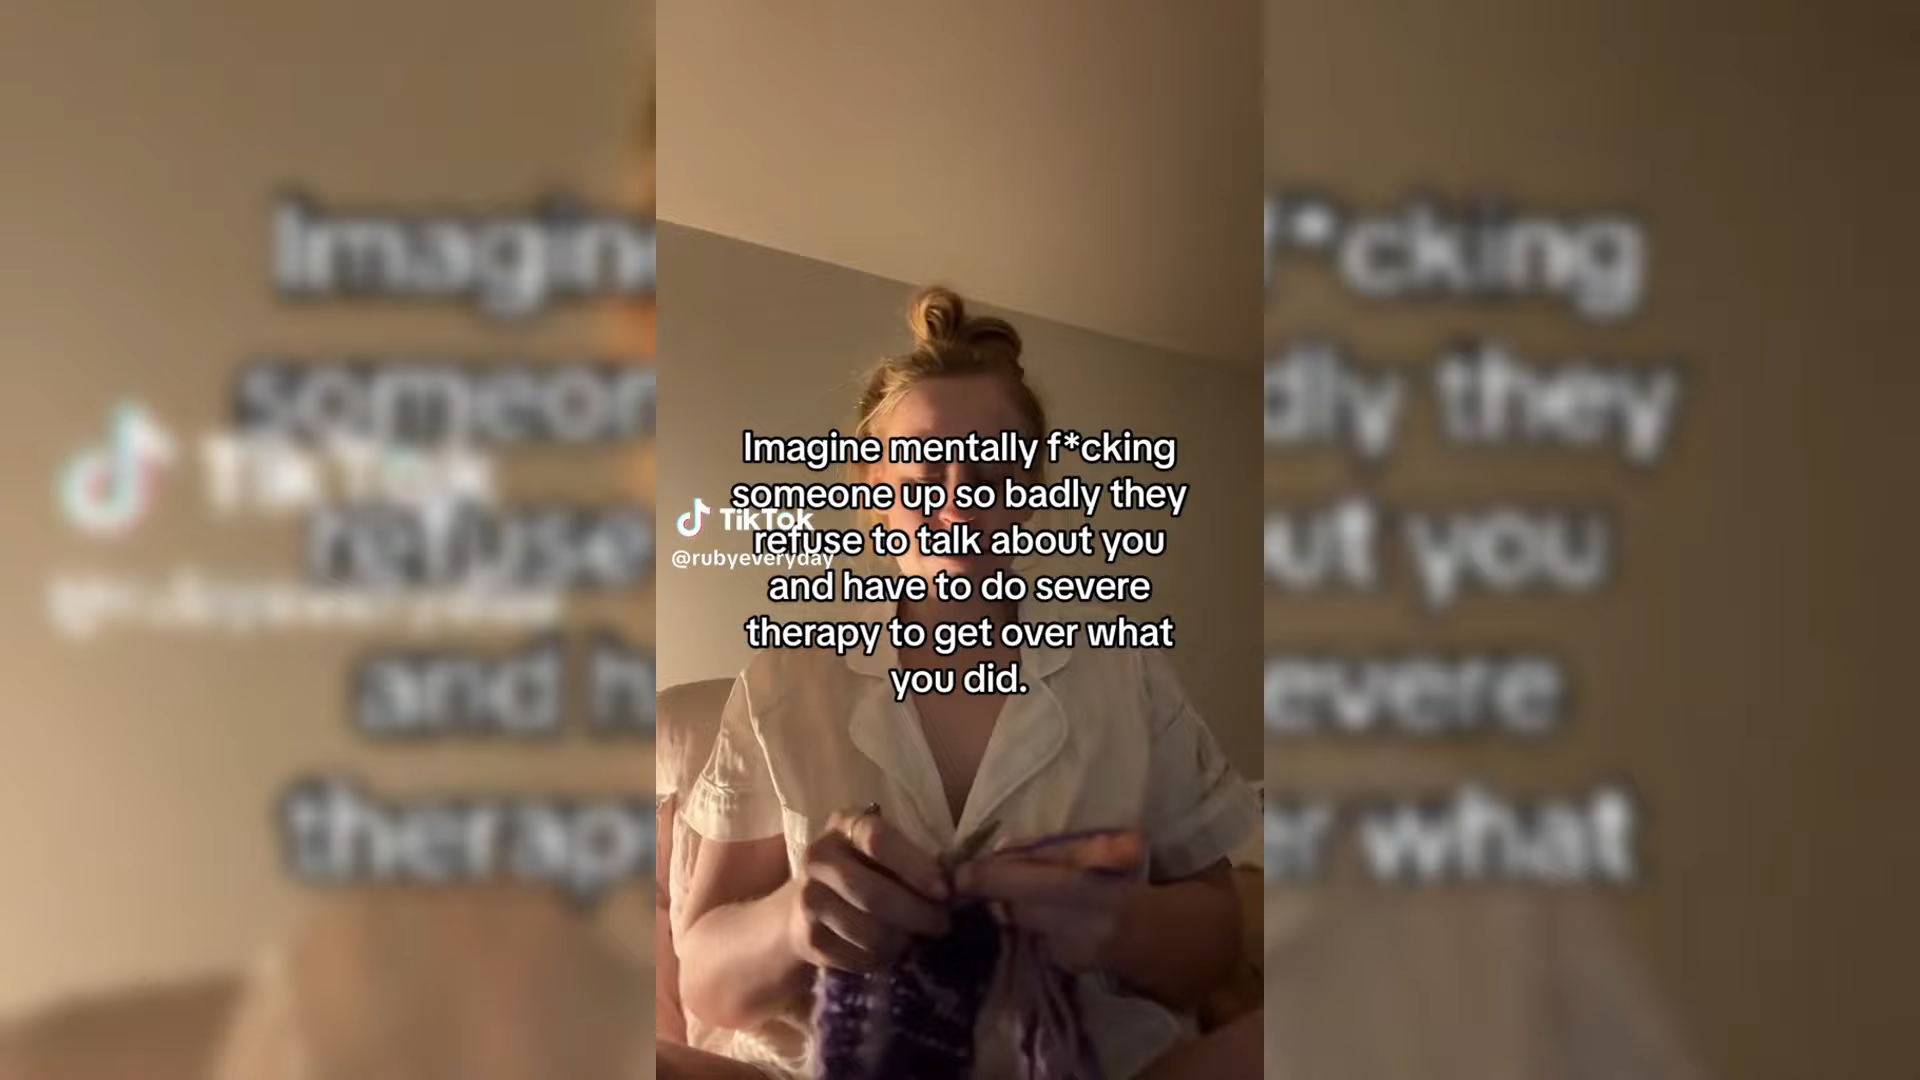 Imagine mentally f*cking
someone up so badly they
refuse to talk about you
and have to do severe
therapy to get over what
you did.
TikTok
@rubyeveryday